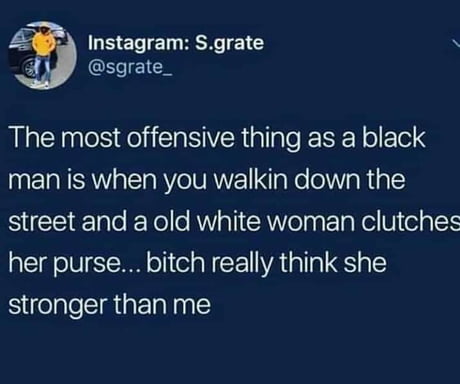 Instagram: S.grate
@sgrate_
The most offensive thing as a black
man is when you walkin down the
street and a old white woman clutches
her purse... bitch really think she
stronger than me